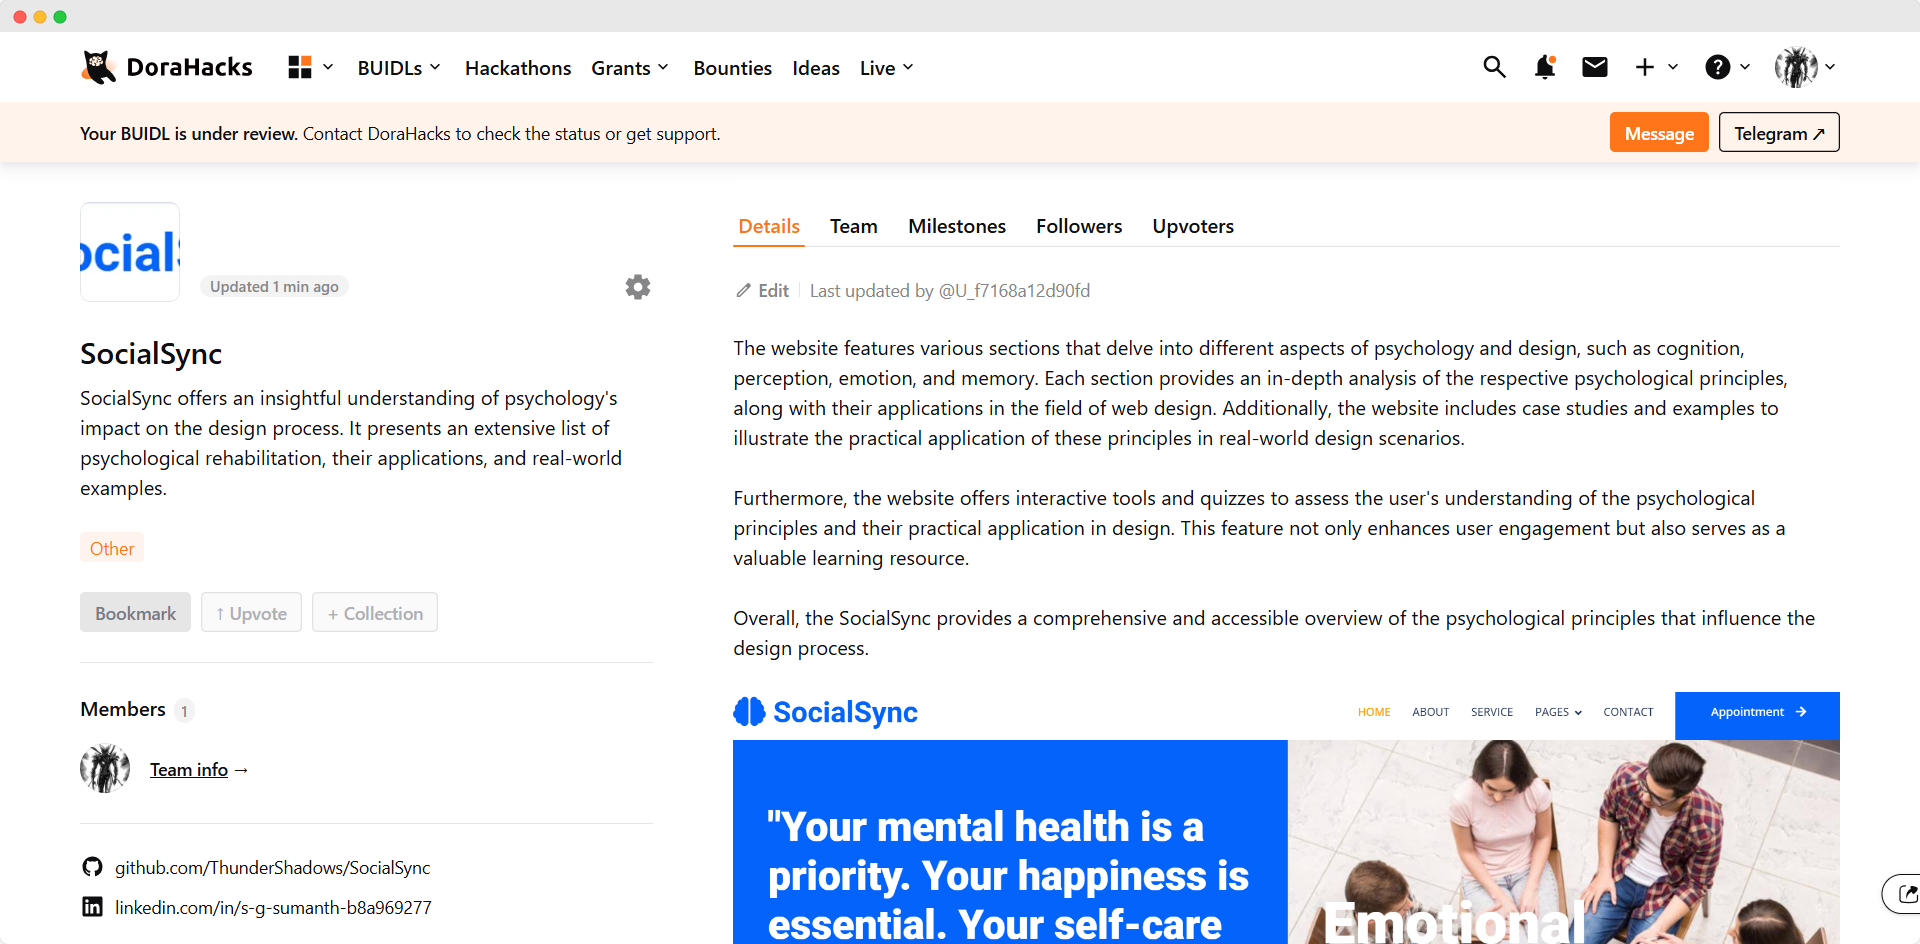 DoraHacks BUIDLs Hackathons Grants Bounties Ideas Live
Your BUIDL is under review. Contact DoraHacks to check the status or get support. Message Telegram ↗
ocialS
Updated 1 min ago
SocialSync
SocialSync offers an insightful understanding of psychology's
impact on the design process. It presents an extensive list of
psychological rehabilitation, their applications, and real-world
examples.
Other
Bookmark ↑ Upvote + Collection
Members 1
Team info →
github.com/ThunderShadows/SocialSync
linkedin.com/in/s-g-sumanth-b8a969277
Details Team Milestones Followers Upvoters
Edit Last updated by @U_f7168a12d90fd
The website features various sections that delve into different aspects of psychology and design, such as cognition,
perception, emotion, and memory. Each section provides an in-depth analysis of the respective psychological principles,
along with their applications in the field of web design. Additionally, the website includes case studies and examples to
illustrate the practical application of these principles in real-world design scenarios.
Furthermore, the website offers interactive tools and quizzes to assess the user's understanding of the psychological
principles and their practical application in design. This feature not only enhances user engagement but also serves as a
valuable learning resource.
Overall, the SocialSync provides a comprehensive and accessible overview of the psychological principles that influence the
design process.
SocialSync HOME ABOUT SERVICE PAGES CONTACT Appointment →
"Your mental health is a
priority. Your happiness is
essential. Your self-care
Emotional